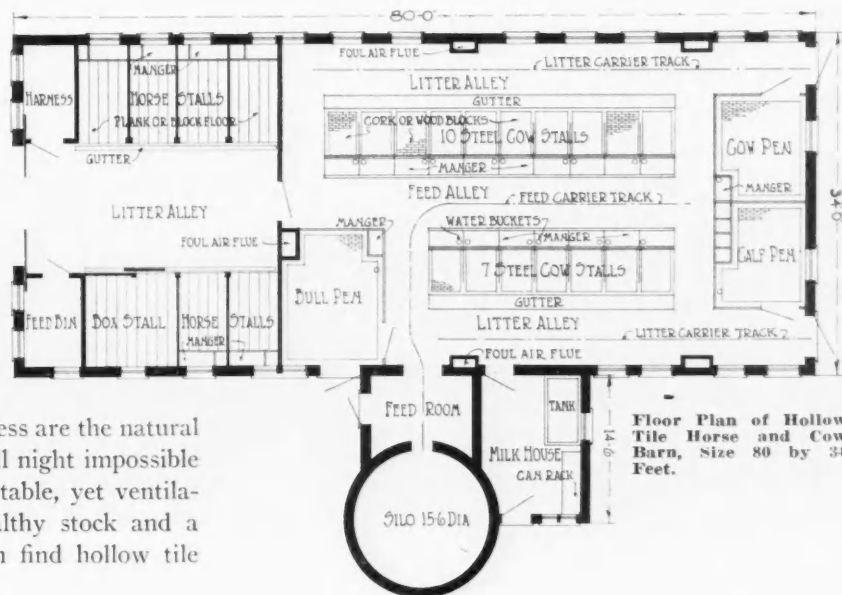 80-0"
FOUL AIR FLUE
LITTER CARRIER TRACK
MANGER
LITTER ALLEY
HARNESS
HORSE STALLS
GUTTER
PLANK OR BLOCK FLOOR
CORK OR WOOD BLOCKS
10 STEEL COW STALLS
COW PEN
GUTTER
MANGER
MANGER
34-0"
FEED ALLEY
FEED CARRIER TRACK
LITTER ALLEY
MANGER
WATER BUCKETS
MANGER
FOUL AIR FLUE
7 STEEL COW STALLS
CALF PEN
BULL PEN
FEED BIN
BOX STALL
HORSE
STALLS
GUTTER
MANGER
LITTER ALLEY
LITTER CARRIER TRACK
FOUL AIR FLUE
FEED ROOM
TANK
14-6"
MILK HOUSE
CAN RACK
SILO 15-6 DIA
Floor Plan of Hollow
Tile Horse and Cow
Barn, Size 80 by 34
Feet.
ess are the natural
l night impossible
table, yet ventila-
althy stock and a
n find hollow tile